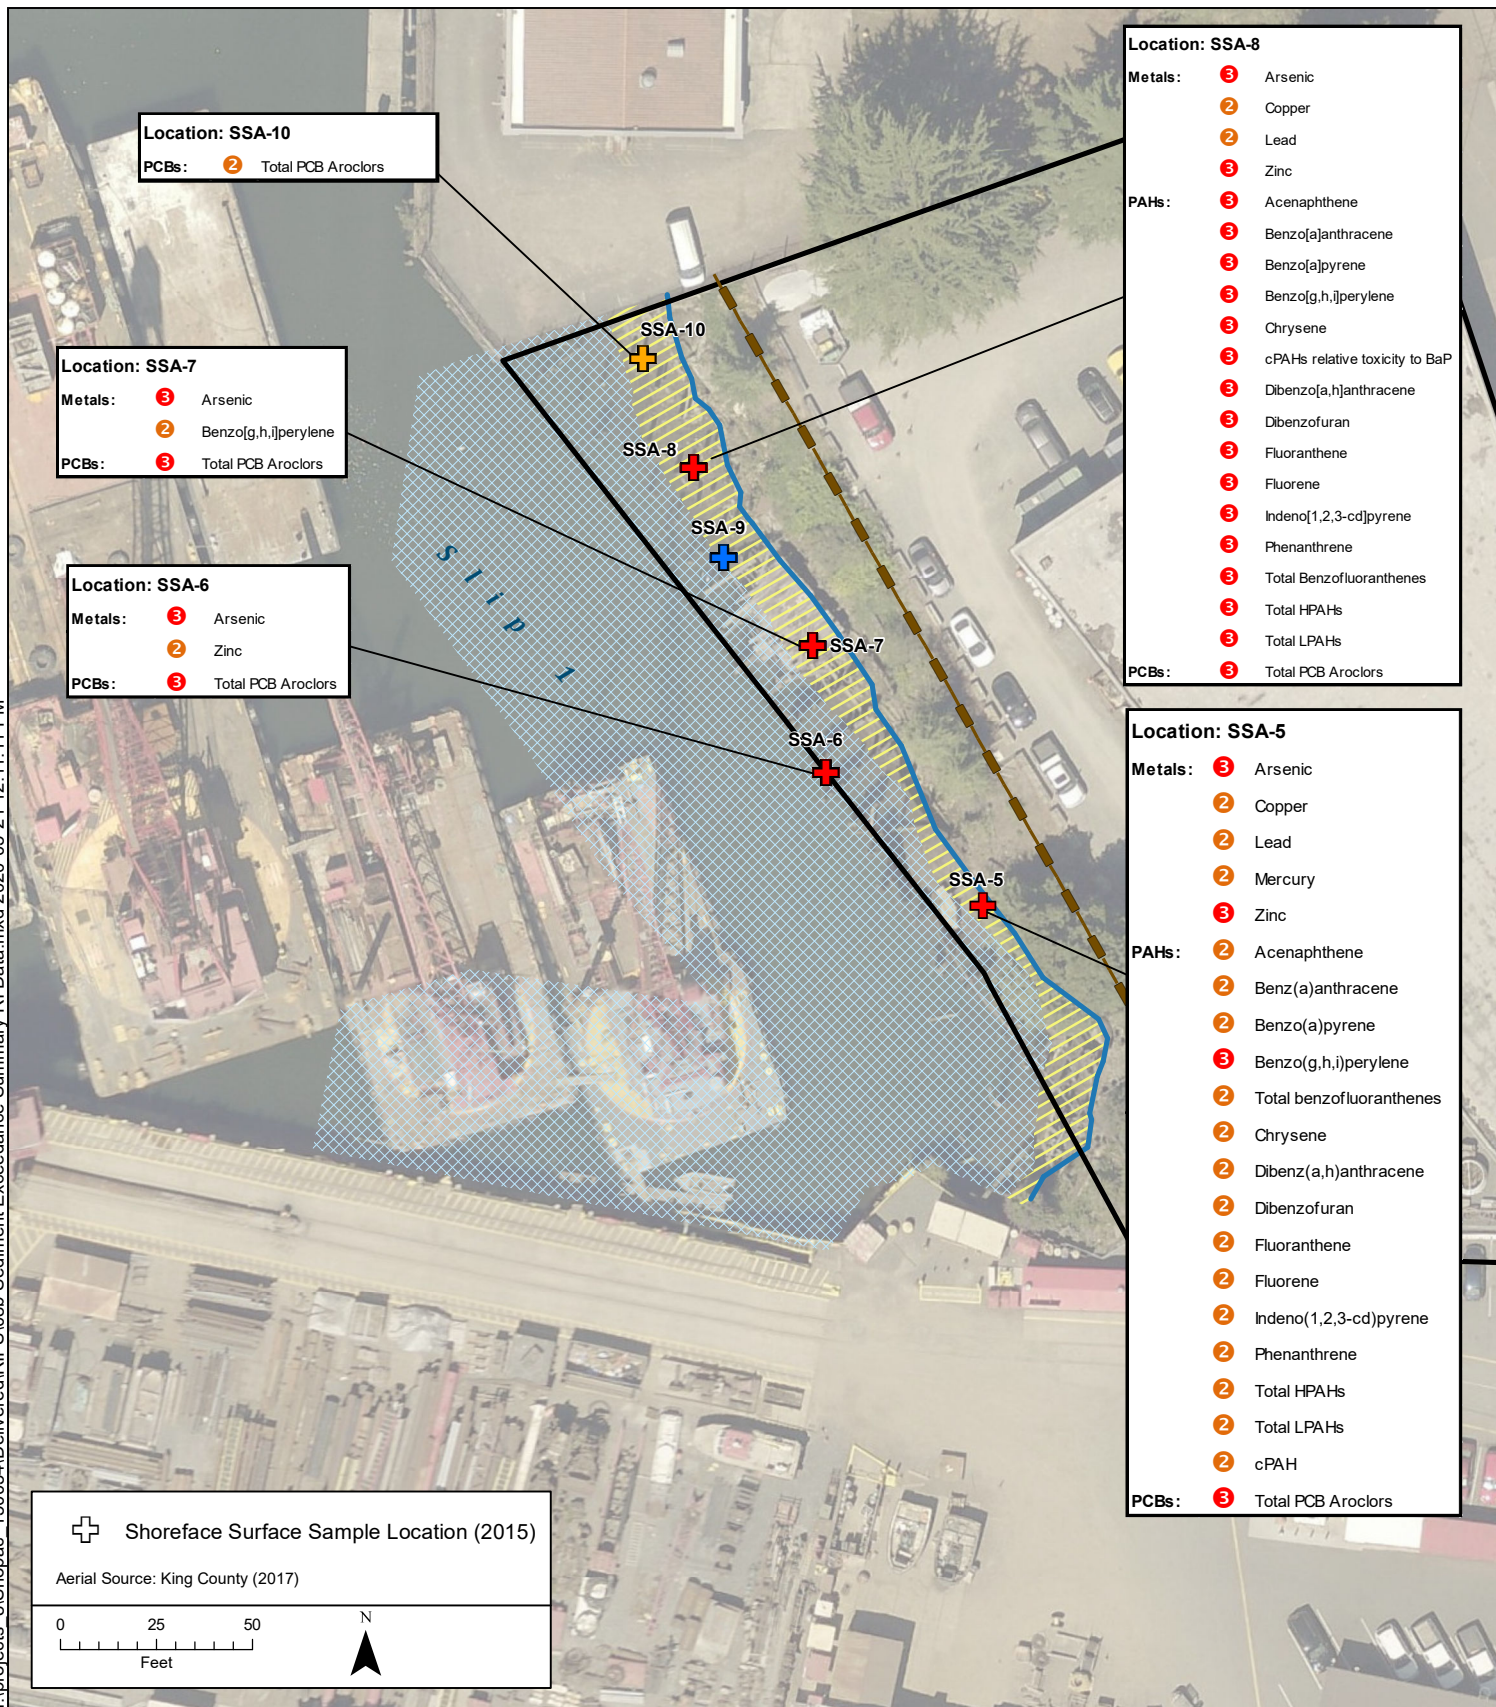 Location: SSA-10
PCBs: 2 Total PCB Aroclors
Location: SSA-7
Metals: 3 Arsenic
2 Benzo[g,h,i]perylene
PCBs: 3 Total PCB Aroclors
Location: SSA-6
Metals: 3 Arsenic
2 Zinc
PCBs: 3 Total PCB Aroclors
SSA-10
SSA-8
SSA-9
SSA-7
SSA-6
SSA-5
Slip 1
Location: SSA-8
Metals: 3 Arsenic
2 Copper
2 Lead
3 Zinc
PAHs: 3 Acenaphthene
3 Benzo[a]anthracene
3 Benzo[a]pyrene
3 Benzo[g,h,i]perylene
3 Chrysene
3 cPAHs relative toxicity to BaP
3 Dibenzo[a,h]anthracene
3 Dibenzofuran
3 Fluoranthene
3 Fluorene
3 Indeno[1,2,3-cd]pyrene
3 Phenanthrene
3 Total Benzofluoranthenes
3 Total HPAHs
3 Total LPAHs
PCBs: 3 Total PCB Aroclors
Location: SSA-5
Metals: 3 Arsenic
2 Copper
2 Lead
2 Mercury
3 Zinc
PAHs: 2 Acenaphthene
2 Benz(a)anthracene
2 Benzo(a)pyrene
3 Benzo(g,h,i)perylene
2 Total benzofluoranthenes
2 Chrysene
2 Dibenz(a,h)anthracene
2 Dibenzofuran
2 Fluoranthene
2 Fluorene
2 Indeno(1,2,3-cd)pyrene
2 Phenanthrene
2 Total HPAHs
2 Total LPAHs
2 cPAH
PCBs: 3 Total PCB Aroclors
Shoreface Surface Sample Location (2015)
Aerial Source: King County (2017)
0 25 50
Feet
N